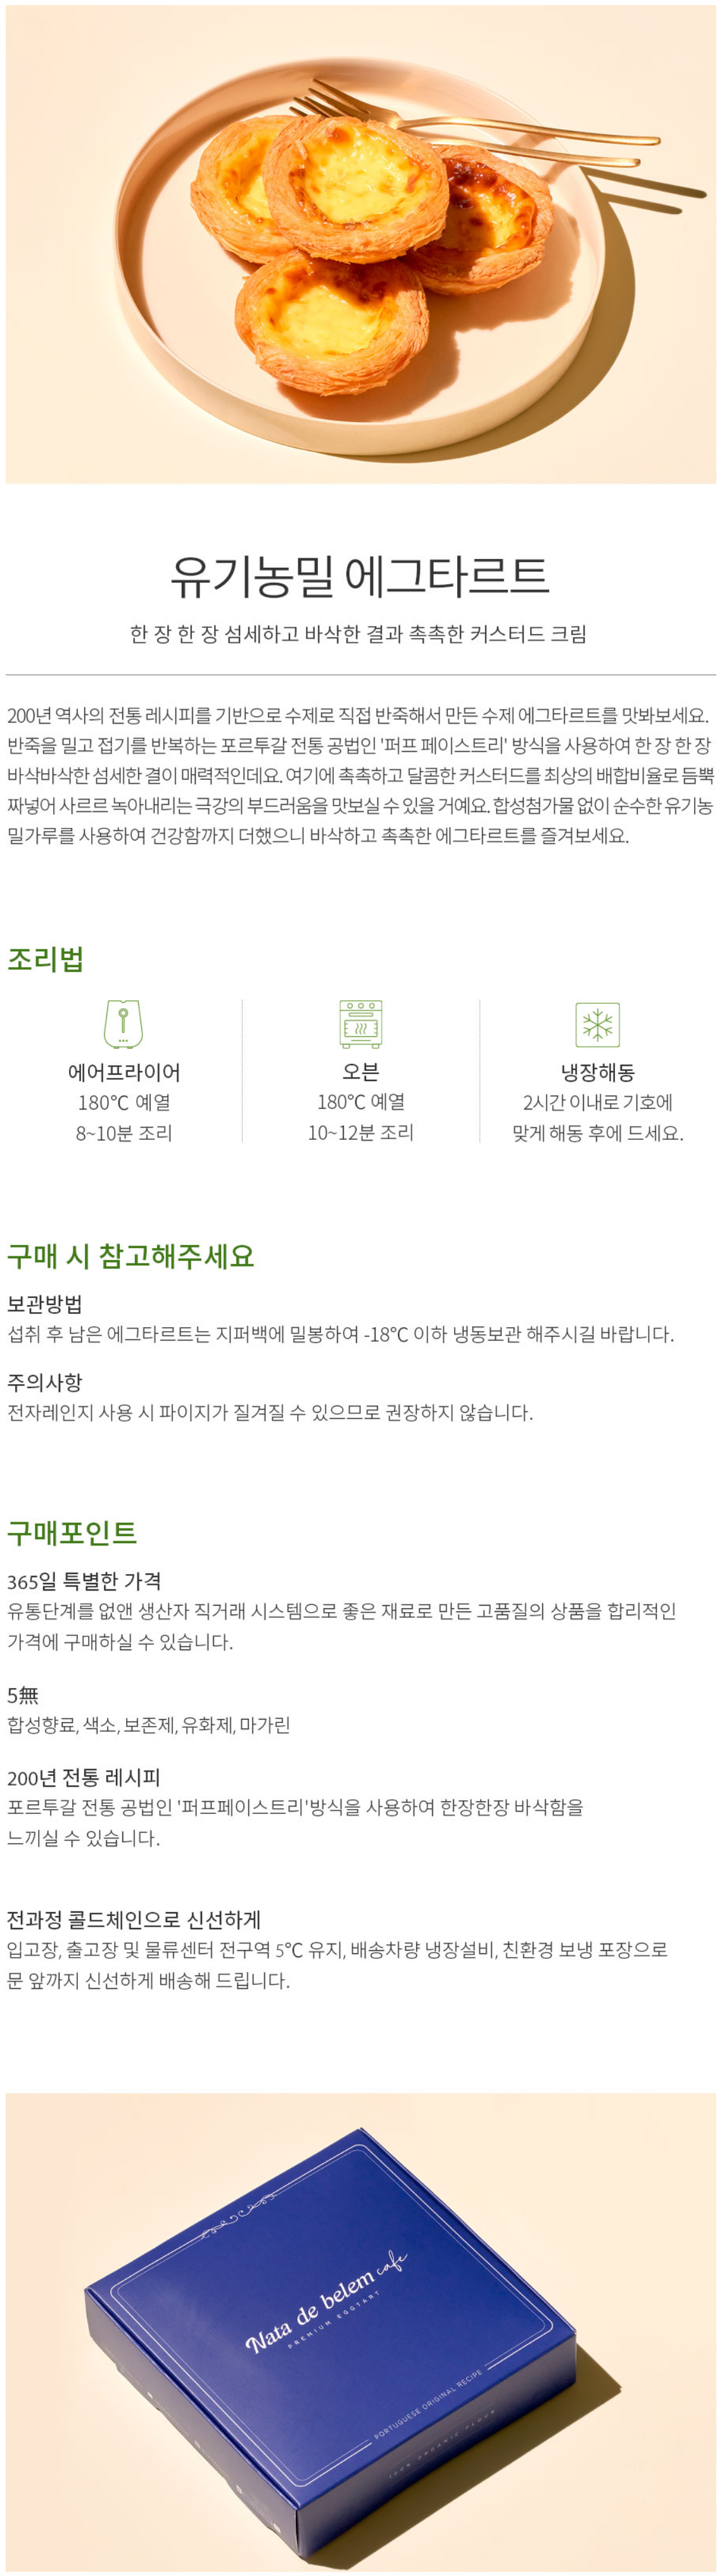 유기농밀 에그타르트
한 장 한 장 섬세하고 바삭한 결과 촉촉한 커스터드 크림
200년 역사의 전통 레시피를 기반으로 수제로 직접 반죽해서 만든 수제 에그타르트를 맛봐보세요.
반죽을 밀고 접기를 반복하는 포르투갈 전통 공법인 '퍼프 페이스트리' 방식을 사용하여 한 장 한 장
바삭바삭한 섬세한 결이 매력적인데요. 여기에 촉촉하고 달콤한 커스터드를 최상의 배합비율로 듬뿍
짜넣어 사르르 녹아내리는 극강의 부드러움을 맛보실 수 있을 거예요. 합성첨가물 없이 순수한 유기농
밀가루를 사용하여 건강함까지 더했으니 바삭하고 촉촉한 에그타르트를 즐겨보세요.
조리법
에어프라이어
180℃ 예열
8~10분 조리
오븐
180℃ 예열
10~12분 조리
냉장해동
2시간 이내로 기호에
맞게 해동 후에 드세요.
구매 시 참고해주세요
보관방법
섭취 후 남은 에그타르트는 지퍼백에 밀봉하여 -18℃ 이하 냉동보관 해주시길 바랍니다.
주의사항
전자레인지 사용 시 파이지가 질겨질 수 있으므로 권장하지 않습니다.
구매포인트
365일 특별한 가격
유통단계를 없앤 생산자 직거래 시스템으로 좋은 재료로 만든 고품질의 상품을 합리적인
가격에 구매하실 수 있습니다.
5無
합성향료, 색소, 보존제, 유화제, 마가린
200년 전통 레시피
포르투갈 전통 공법인 '퍼프페이스트리'방식을 사용하여 한장한장 바삭함을
느끼실 수 있습니다.
전과정 콜드체인으로 신선하게
입고장, 출고장 및 물류센터 전구역 5℃ 유지, 배송차량 냉장설비, 친환경 보냉 포장으로
문 앞까지 신선하게 배송해 드립니다.
Nata de belem cafe
PREMIUM EGGTART
PORTUGUESE ORIGINAL RECIPE
100% ORGANIC FLOUR